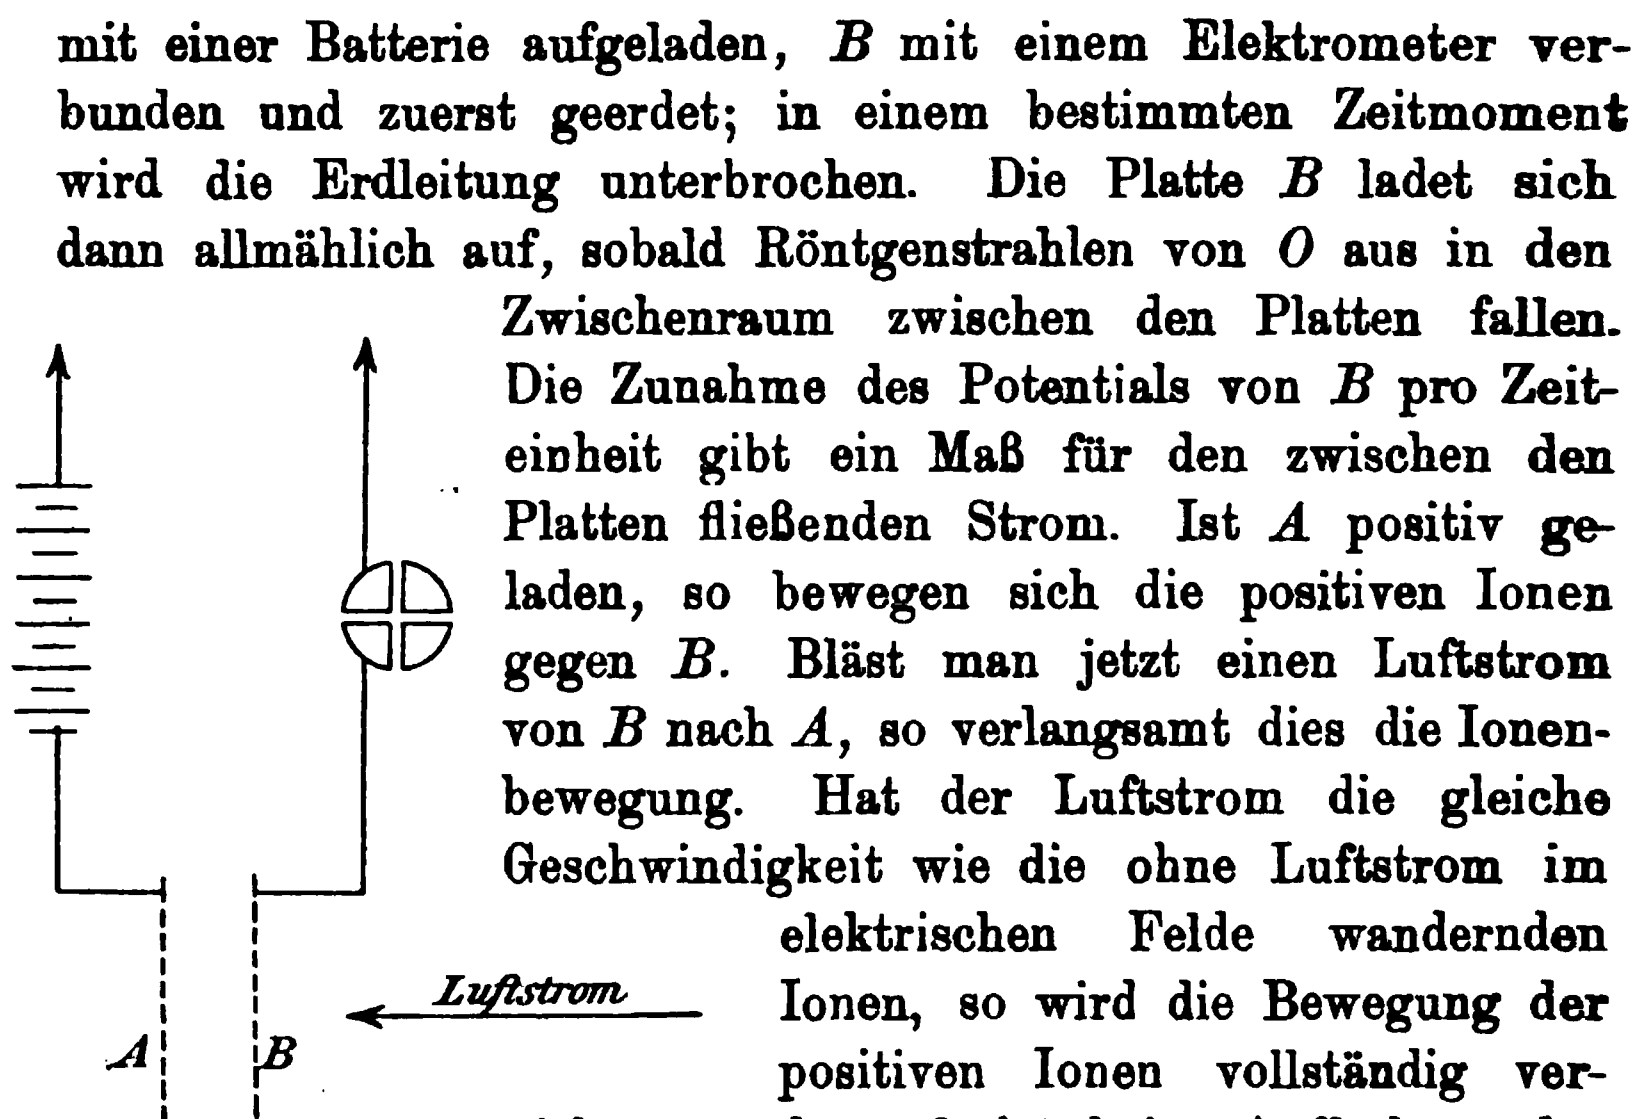 mit einer Batterie aufgeladen, B mit einem Elektrometer ver-
bunden und zuerst geerdet; in einem bestimmten Zeitmoment
wird die Erdleitung unterbrochen. Die Platte B ladet sich
dann allmählich auf, sobald Röntgenstrahlen von O aus in den
Zwischenraum zwischen den Platten fallen.
Die Zunahme des Potentials von B pro Zeit-
einheit gibt ein Maß für den zwischen den
Platten fließenden Strom. Ist A positiv ge-
laden, so bewegen sich die positiven Ionen
gegen B. Bläst man jetzt einen Luftstrom
von B nach A, so verlangsamt dies die Ionen-
bewegung. Hat der Luftstrom die gleiche
Geschwindigkeit wie die ohne Luftstrom im
elektrischen Felde wandernden
Ionen, so wird die Bewegung der
positiven Ionen vollständig ver-
Luftstrom
A B